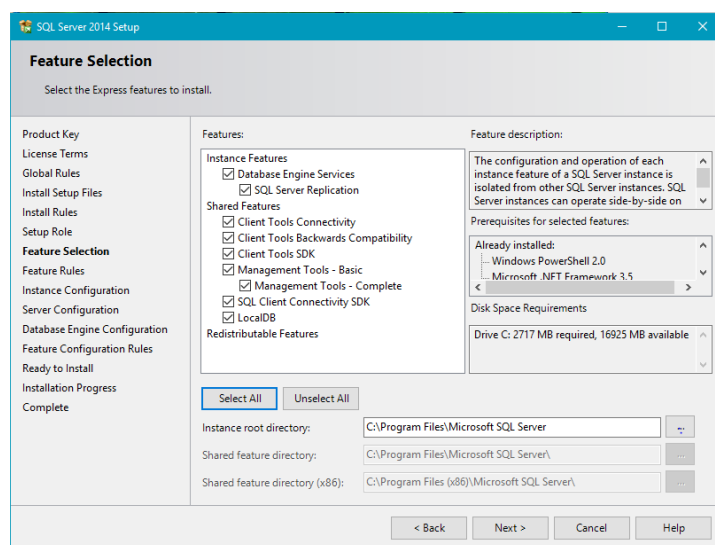 SQL Server 2014 Setup
Feature Selection
Select the Express features to install.
Product Key
License Terms
Global Rules
Install Setup Files
Install Rules
Setup Role
Feature Selection
Feature Rules
Instance Configuration
Server Configuration
Database Engine Configuration
Feature Configuration Rules
Ready to Install
Installation Progress
Complete
Features:
Instance Features
Database Engine Services
SQL Server Replication
Shared Features
Client Tools Connectivity
Client Tools Backwards Compatibility
Client Tools SDK
Management Tools - Basic
Management Tools - Complete
SQL Client Connectivity SDK
LocalDB
Redistributable Features
Feature description:
The configuration and operation of each
instance feature of a SQL Server instance is
isolated from other SQL Server instances. SQL
Server instances can operate side-by-side on
Prerequisites for selected features:
Already installed:
Windows PowerShell 2.0
Microsoft .NET Framework 3.5
Disk Space Requirements
Drive C: 2717 MB required, 16925 MB available
Select All
Unselect All
Instance root directory:
C:\Program Files\Microsoft SQL Server
...
Shared feature directory:
C:\Program Files\Microsoft SQL Server\
...
Shared feature directory (x86):
C:\Program Files (x86)\Microsoft SQL Server\
...
< Back
Next >
Cancel
Help